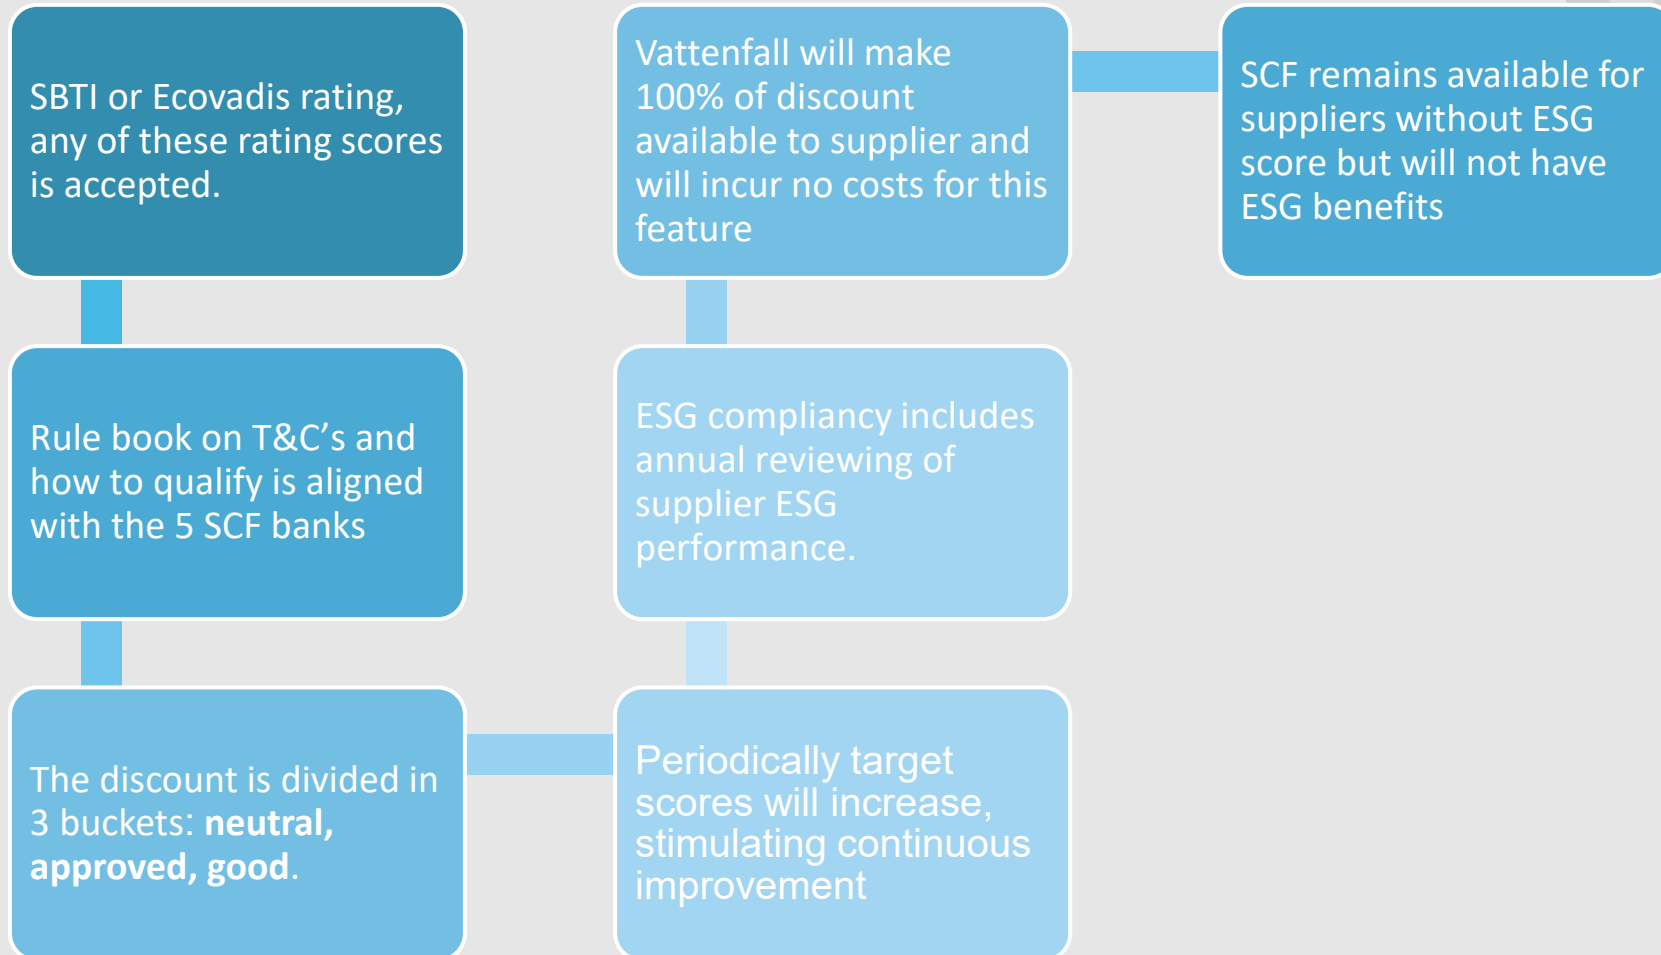 SBTI or Ecovadis rating,
any of these rating scores
is accepted.
Rule book on T&C’s and
how to qualify is aligned
with the 5 SCF banks
The discount is divided in
3 buckets: neutral,
approved, good.
Periodically target
scores will increase,
stimulating continuous
improvement
ESG compliancy includes
annual reviewing of
supplier ESG
performance.
Vattenfall will make
100% of discount
available to supplier and
will incur no costs for this
feature
SCF remains available for
suppliers without ESG
score but will not have
ESG benefits